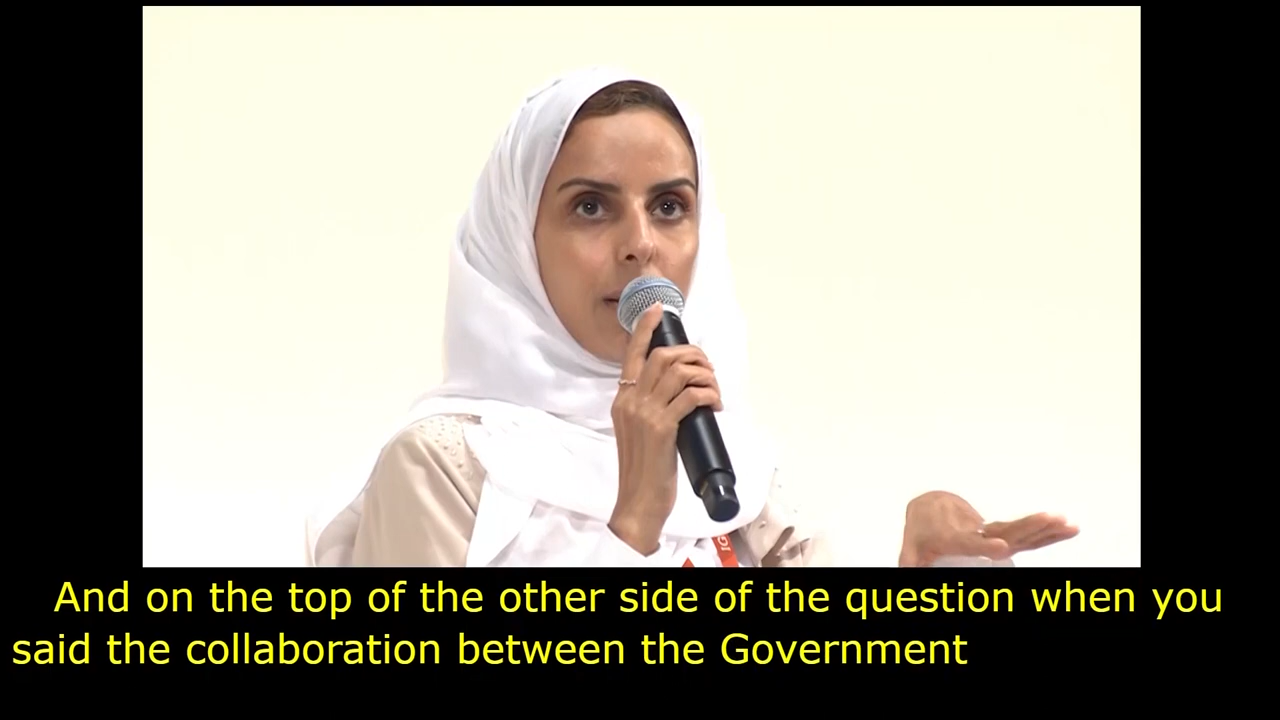 And on the top of the other side of the question when you
said the collaboration between the Government